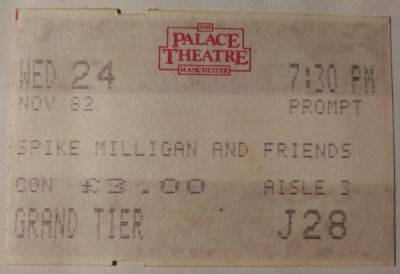 THE
PALACE
THEATRE
MANCHESTER
WED 24 7:30 PM
NOV 82 PROMPT
SPIKE MILLIGAN AND FRIENDS
CON £3.00 AISLE 3
GRAND TIER J28